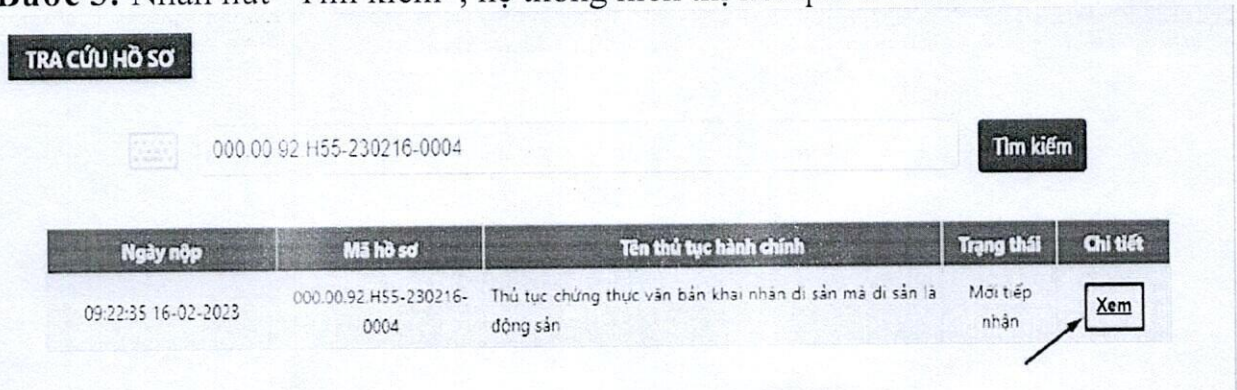 TRA CỨU HỒ SƠ
000.00.92.H55-230216-0004 Tìm kiếm
Ngày nộp Mã hồ sơ Tên thủ tục hành chính Trạng thái Chi tiết
09:22:35 16-02-2023 000.00.92.H55-230216- Thủ tục chứng thực văn bản khai nhận di sản mà di sản là Mới tiếp Xem
0004 động sản nhận